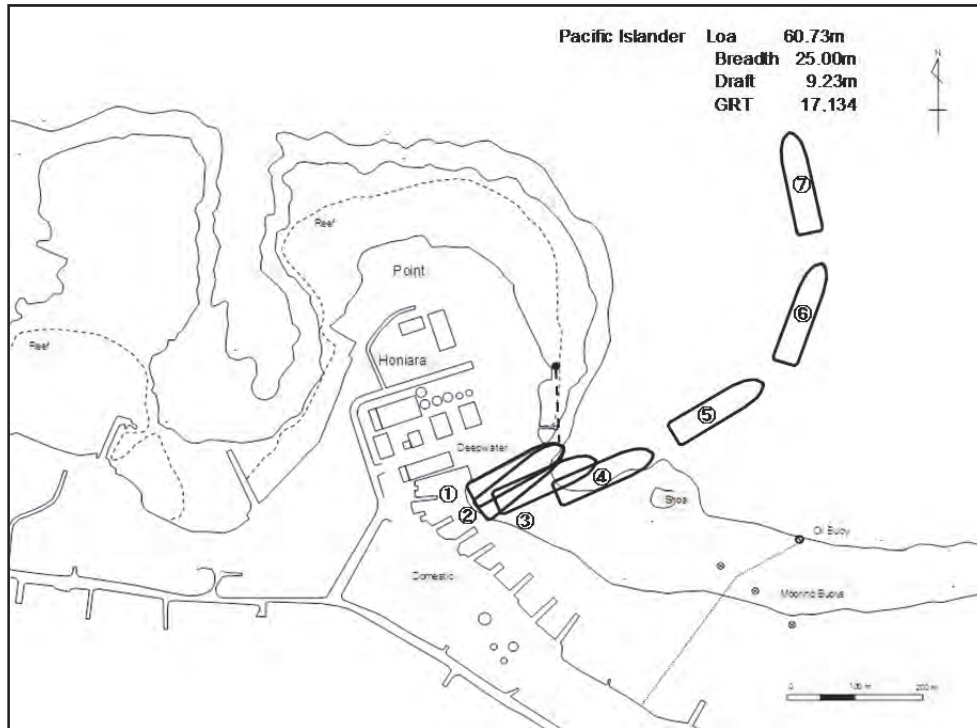 Pacific Islander Loa 60.73m
Breadth 25.00m
Draft 9.23m
GRT 17,134
N
⑦
Reef
Point
⑥
Reef
Honiara
⑤
Deepwater
④
①
②
③
Shoal
Oil Buoy
Domestic
Mooring Buoys
0 100 m 200 m